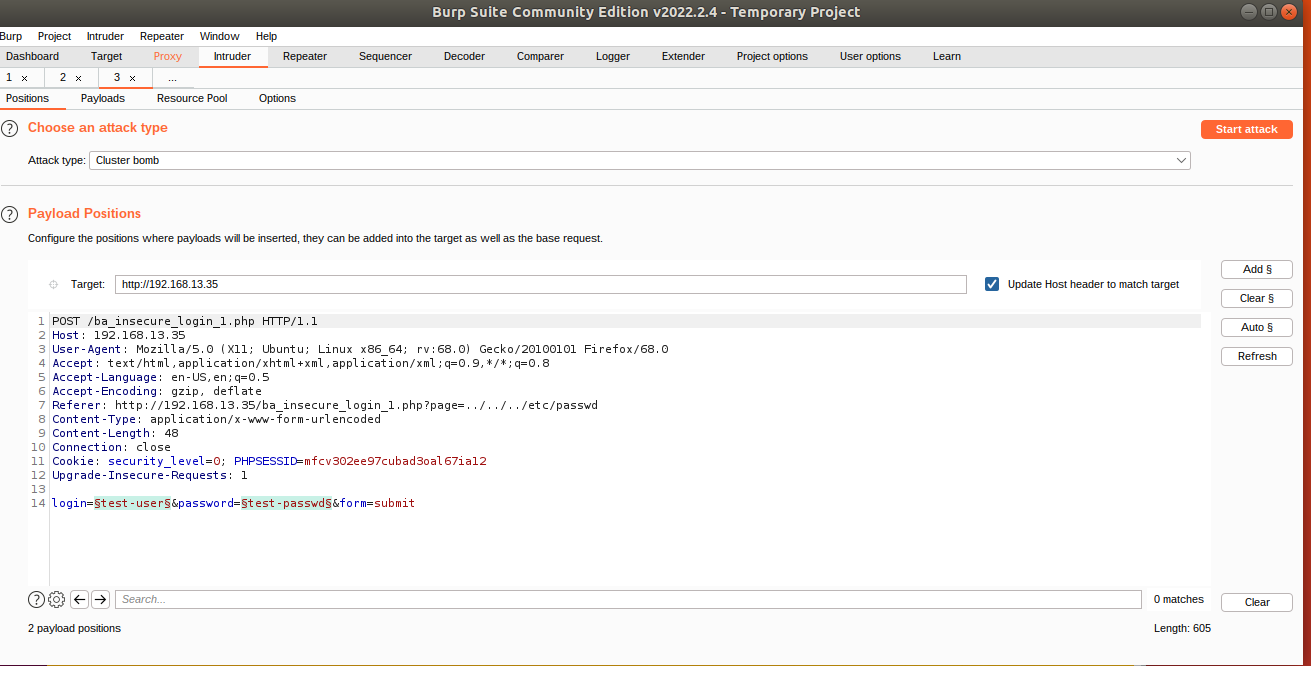 Burp Suite Community Edition v2022.2.4 - Temporary Project
Burp Project Intruder Repeater Window Help
Dashboard Target Proxy Intruder Repeater Sequencer Decoder Comparer Logger Extender Project options User options Learn
1 × 2 × 3 × ...
Positions Payloads Resource Pool Options
? Choose an attack type
Start attack
Attack type: Cluster bomb
? Payload Positions
Configure the positions where payloads will be inserted, they can be added into the target as well as the base request.
Target: http://192.168.13.35 Update Host header to match target
Add §
Clear §
Auto §
Refresh
1 POST /ba_insecure_login_1.php HTTP/1.1
2 Host: 192.168.13.35
3 User-Agent: Mozilla/5.0 (X11; Ubuntu; Linux x86_64; rv:68.0) Gecko/20100101 Firefox/68.0
4 Accept: text/html,application/xhtml+xml,application/xml;q=0.9,*/*;q=0.8
5 Accept-Language: en-US,en;q=0.5
6 Accept-Encoding: gzip, deflate
7 Referer: http://192.168.13.35/ba_insecure_login_1.php?page=../../../etc/passwd
8 Content-Type: application/x-www-form-urlencoded
9 Content-Length: 48
10 Connection: close
11 Cookie: security_level=0; PHPSESSID=mfcv302ee97cubad3oal67ia12
12 Upgrade-Insecure-Requests: 1
13
14 login=§test-user§&password=§test-passwd§&form=submit
? Search... 0 matches Clear
2 payload positions Length: 605